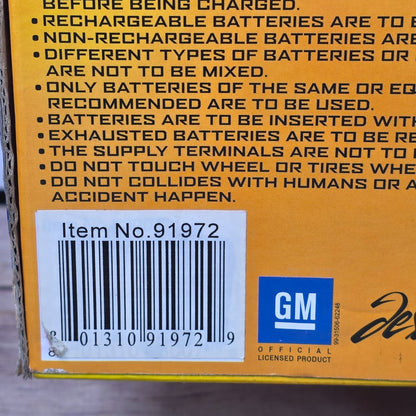 BEFORE BEING CHARGED.
• RECHARGEABLE BATTERIES ARE TO
• NON-RECHARGEABLE BATTERIES ARE
• DIFFERENT TYPES OF BATTERIES OR
ARE NOT TO BE MIXED.
• ONLY BATTERIES OF THE SAME OR
RECOMMENDED ARE TO BE USED.
• BATTERIES ARE TO BE INSERTED WITH
• EXHAUSTED BATTERIES ARE TO BE
• THE SUPPLY TERMINALS ARE NOT TO
• DO NOT TOUCH WHEEL OR TIRES
• DO NOT COLLIDES WITH HUMANS OR
ACCIDENT HAPPEN.
Item No.91972
8 01310 91972 9
GM
OFFICIAL
LICENSED PRODUCT